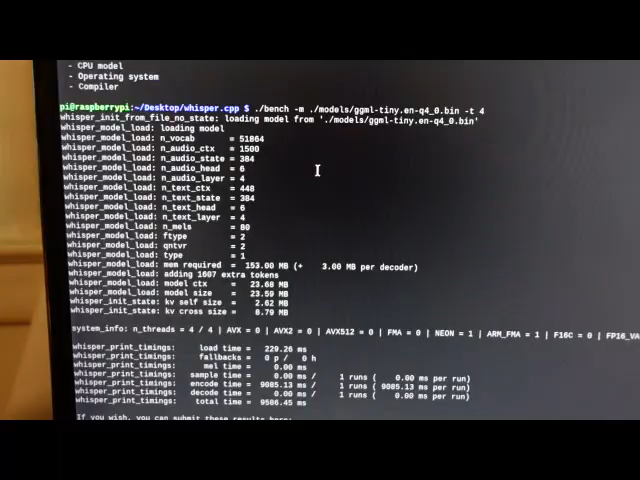 - CPU model
- Operating system
- Compiler
pi@raspberrypi:~/Desktop/whisper.cpp $ ./bench -m ./models/ggml-tiny.en-q4_0.bin -t 4
whisper_init_from_file_no_state: loading model from './models/ggml-tiny.en-q4_0.bin'
whisper_model_load: loading model
whisper_model_load: n_vocab = 51864
whisper_model_load: n_audio_ctx = 1500
whisper_model_load: n_audio_state = 384
whisper_model_load: n_audio_head = 6
whisper_model_load: n_audio_layer = 4
whisper_model_load: n_text_ctx = 448
whisper_model_load: n_text_state = 384
whisper_model_load: n_text_head = 6
whisper_model_load: n_text_layer = 4
whisper_model_load: n_mels = 80
whisper_model_load: ftype = 2
whisper_model_load: qntvr = 2
whisper_model_load: type = 1
whisper_model_load: mem required = 153.00 MB (+ 3.00 MB per decoder)
whisper_model_load: adding 1607 extra tokens
whisper_model_load: model ctx = 23.68 MB
whisper_model_load: model size = 23.59 MB
whisper_init_state: kv self size = 2.62 MB
whisper_init_state: kv cross size = 8.79 MB
system_info: n_threads = 4 / 4 | AVX = 0 | AVX2 = 0 | AVX512 = 0 | FMA = 0 | NEON = 1 | ARM_FMA = 1 | F16C = 0 | FP16_VA
whisper_print_timings: load time = 229.26 ms
whisper_print_timings: fallbacks = 0 p / 0 h
whisper_print_timings: mel time = 0.00 ms
whisper_print_timings: sample time = 0.00 ms / 1 runs ( 0.00 ms per run)
whisper_print_timings: encode time = 9085.13 ms / 1 runs ( 9085.13 ms per run)
whisper_print_timings: decode time = 0.00 ms / 1 runs ( 0.00 ms per run)
whisper_print_timings: total time = 9586.45 ms
If you wish, you can submit these results here: